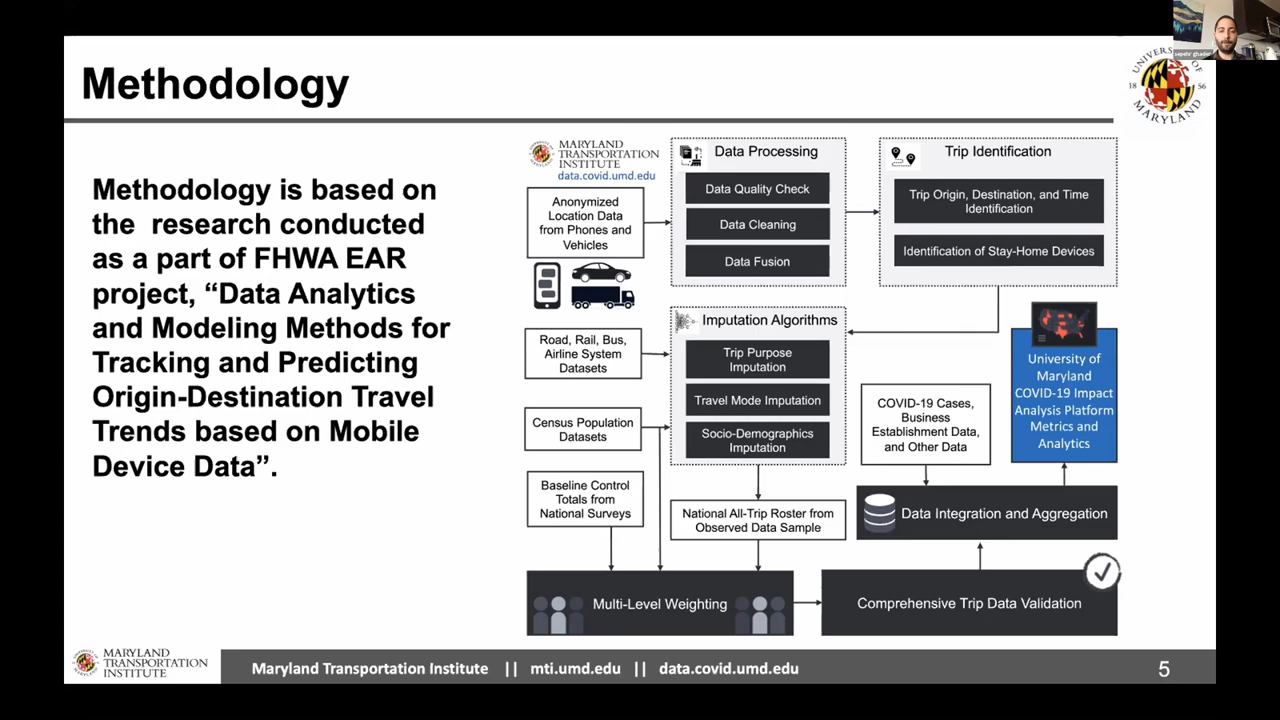 Methodology
UNIVERSITY OF
18 56
MARYLAND
Methodology is based on
the research conducted
as a part of FHWA EAR
project, “Data Analytics
and Modeling Methods for
Tracking and Predicting
Origin-Destination Travel
Trends based on Mobile
Device Data”.
MARYLAND
TRANSPORTATION
INSTITUTE
data.covid.umd.edu
Anonymized
Location Data
from Phones and
Vehicles
Data Processing
Data Quality Check
Data Cleaning
Data Fusion
Trip Identification
Trip Origin, Destination, and Time
Identification
Identification of Stay-Home Devices
Road, Rail, Bus,
Airline System
Datasets
Census Population
Datasets
Baseline Control
Totals from
National Surveys
Imputation Algorithms
Trip Purpose
Imputation
Travel Mode Imputation
Socio-Demographics
Imputation
National All-Trip Roster from
Observed Data Sample
COVID-19 Cases,
Business
Establishment Data,
and Other Data
University of
Maryland
COVID-19 Impact
Analysis Platform
Metrics and
Analytics
Data Integration and Aggregation
Multi-Level Weighting
Comprehensive Trip Data Validation
MARYLAND
TRANSPORTATION
INSTITUTE
Maryland Transportation Institute || mti.umd.edu || data.covid.umd.edu
5